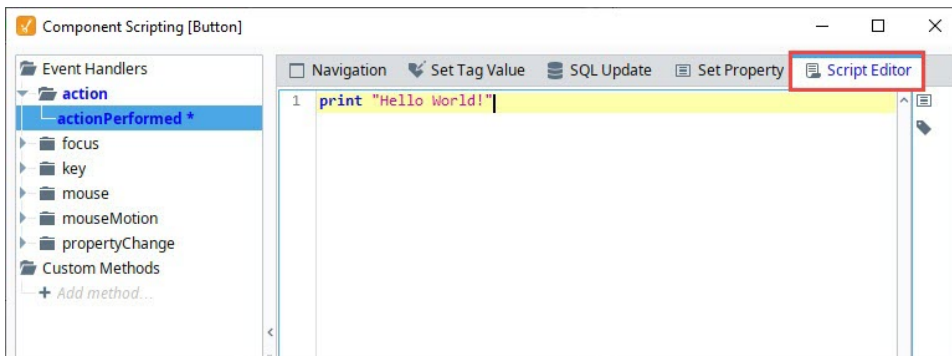 Component Scripting [Button]
Event Handlers
action
actionPerformed *
focus
key
mouse
mouseMotion
propertyChange
Custom Methods
+ Add method...
Navigation Set Tag Value SQL Update Set Property Script Editor
1 print "Hello World!"